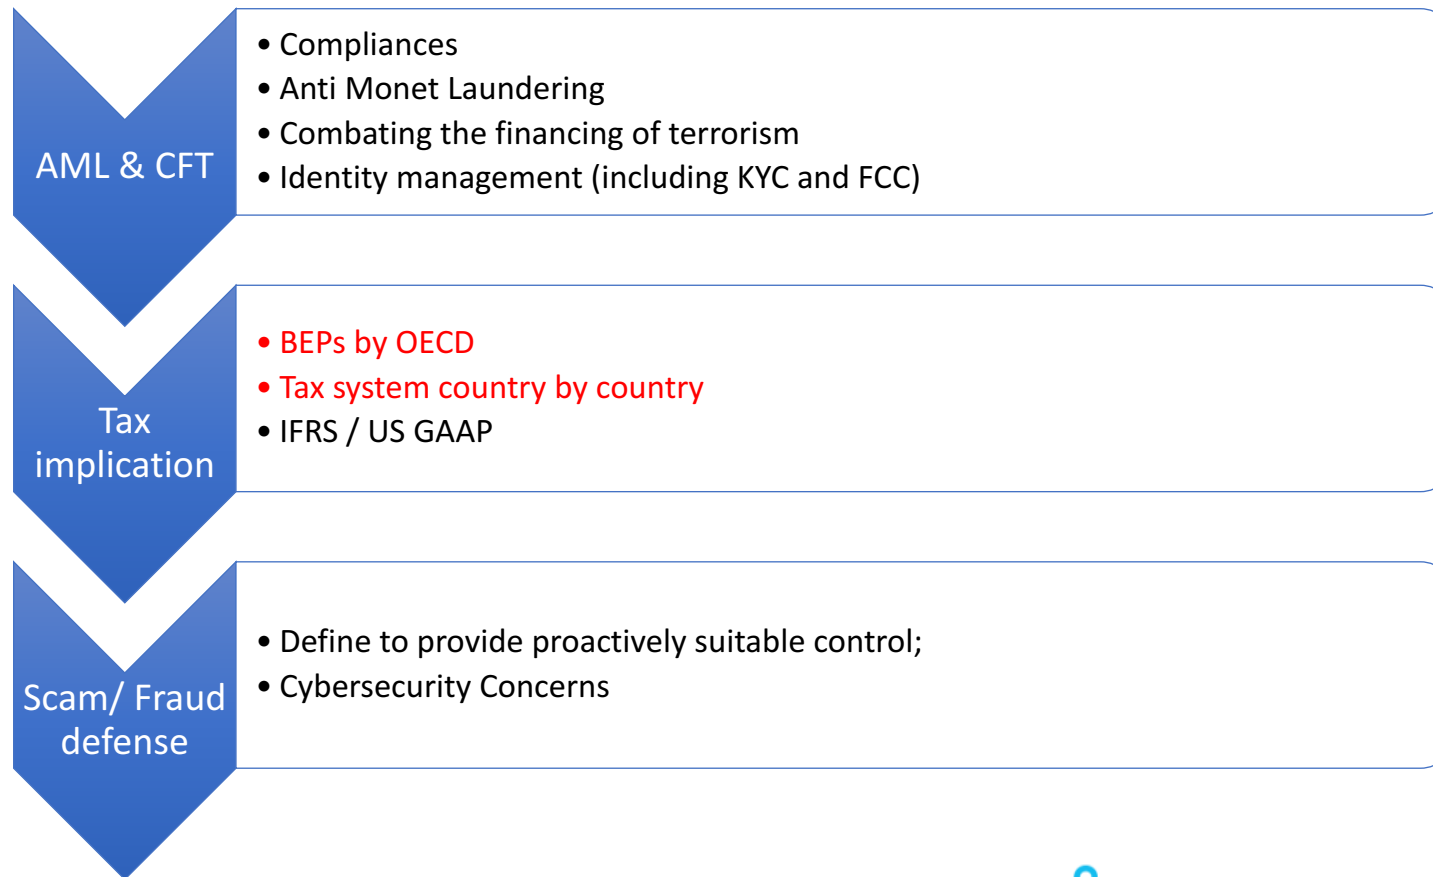 AML & CFT
• Compliances
• Anti Monet Laundering
• Combating the financing of terrorism
• Identity management (including KYC and FCC)
Tax
implication
• BEPs by OECD
• Tax system country by country
• IFRS / US GAAP
Scam/ Fraud
defense
• Define to provide proactively suitable control;
• Cybersecurity Concerns